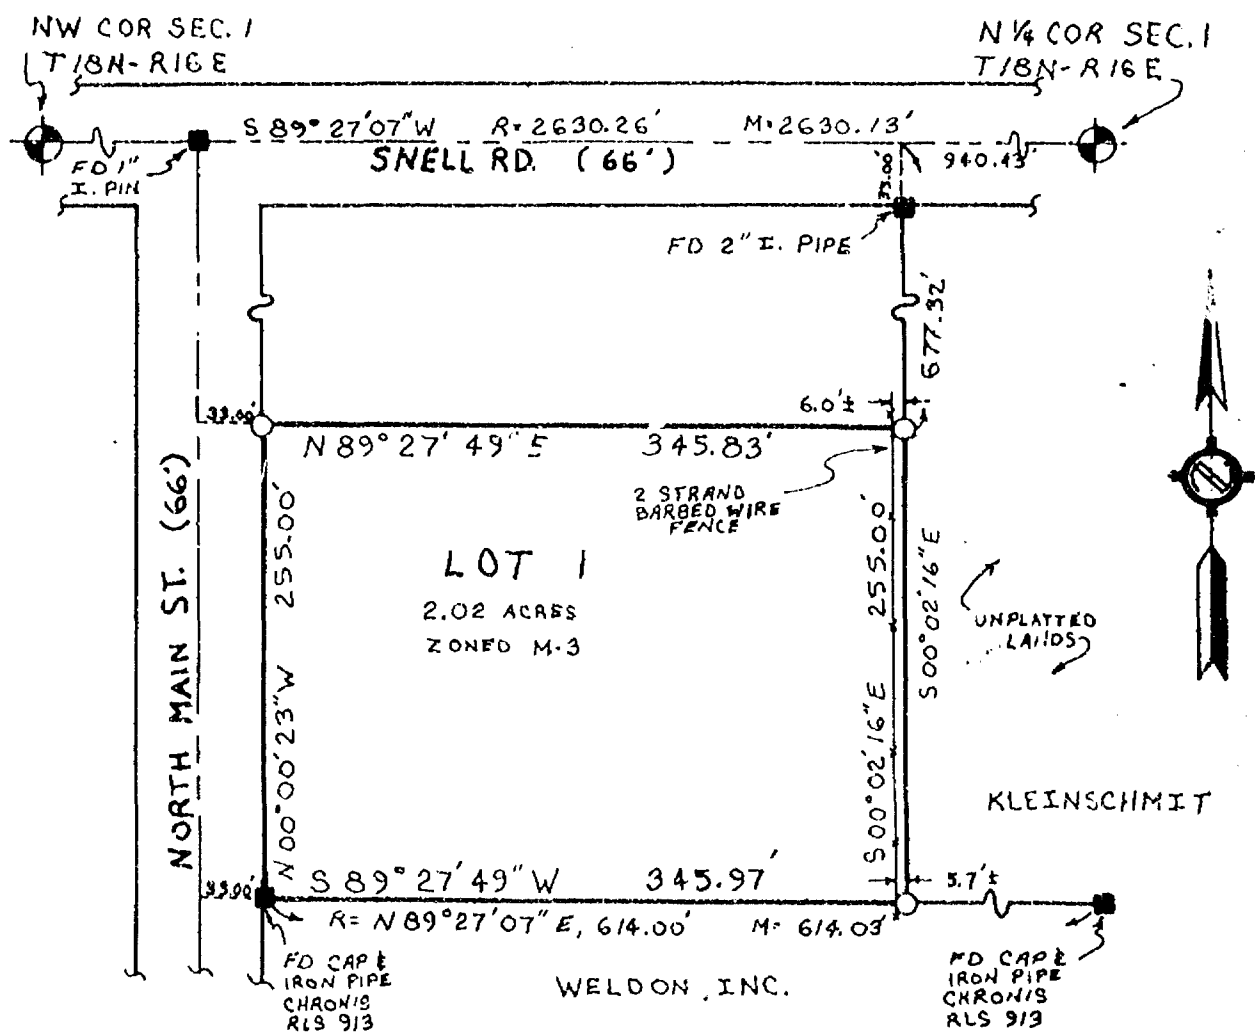 NW COR SEC. 1
T18N-R16E
N 1/4 COR SEC. 1
T18N-R16E
S 89° 27' 07" W R= 2630.26' M= 2630.13'
SNELL RD. (66')
940.43'
FD 1"
I. PIN
33.00'
FD 2" I. PIPE
677.32'
33.00'
6.0'±
N 89° 27' 49" E 345.83'
2 STRAND
BARBED WIRE
FENCE
NORTH MAIN ST. (66')
N 00° 00' 23" W 255.00'
LOT 1
2.02 ACRES
ZONED M-3
S 00° 02' 16" E 255.00'
S 00° 02' 16" E
UNPLATTED
LANDS
KLEINSCHMIT
33.00'
S 89° 27' 49" W 345.97'
5.7'±
R= N 89° 27' 07" E, 614.00' M= 614.03'
FD CAP &
IRON PIPE
CHRONIS
RLS 913
WELDON, INC.
FD CAP &
IRON PIPE
CHRONIS
RLS 913